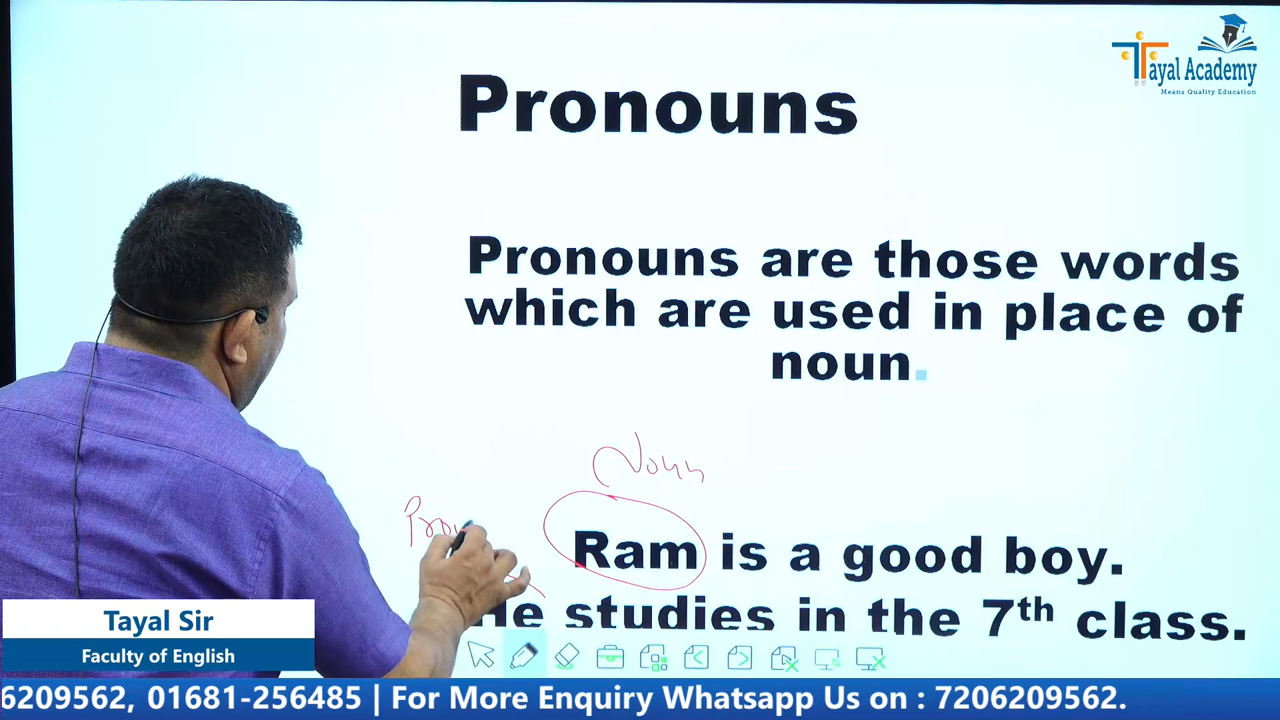 Tayal Academy
Means Quality Education
Pronouns
Pronouns are those words
which are used in place of
noun.
Noun
Ram is a good boy.
He studies in the 7th class.
Tayal Sir
Faculty of English
6209562, 01681-256485 | For More Enquiry Whatsapp Us on : 7206209562.